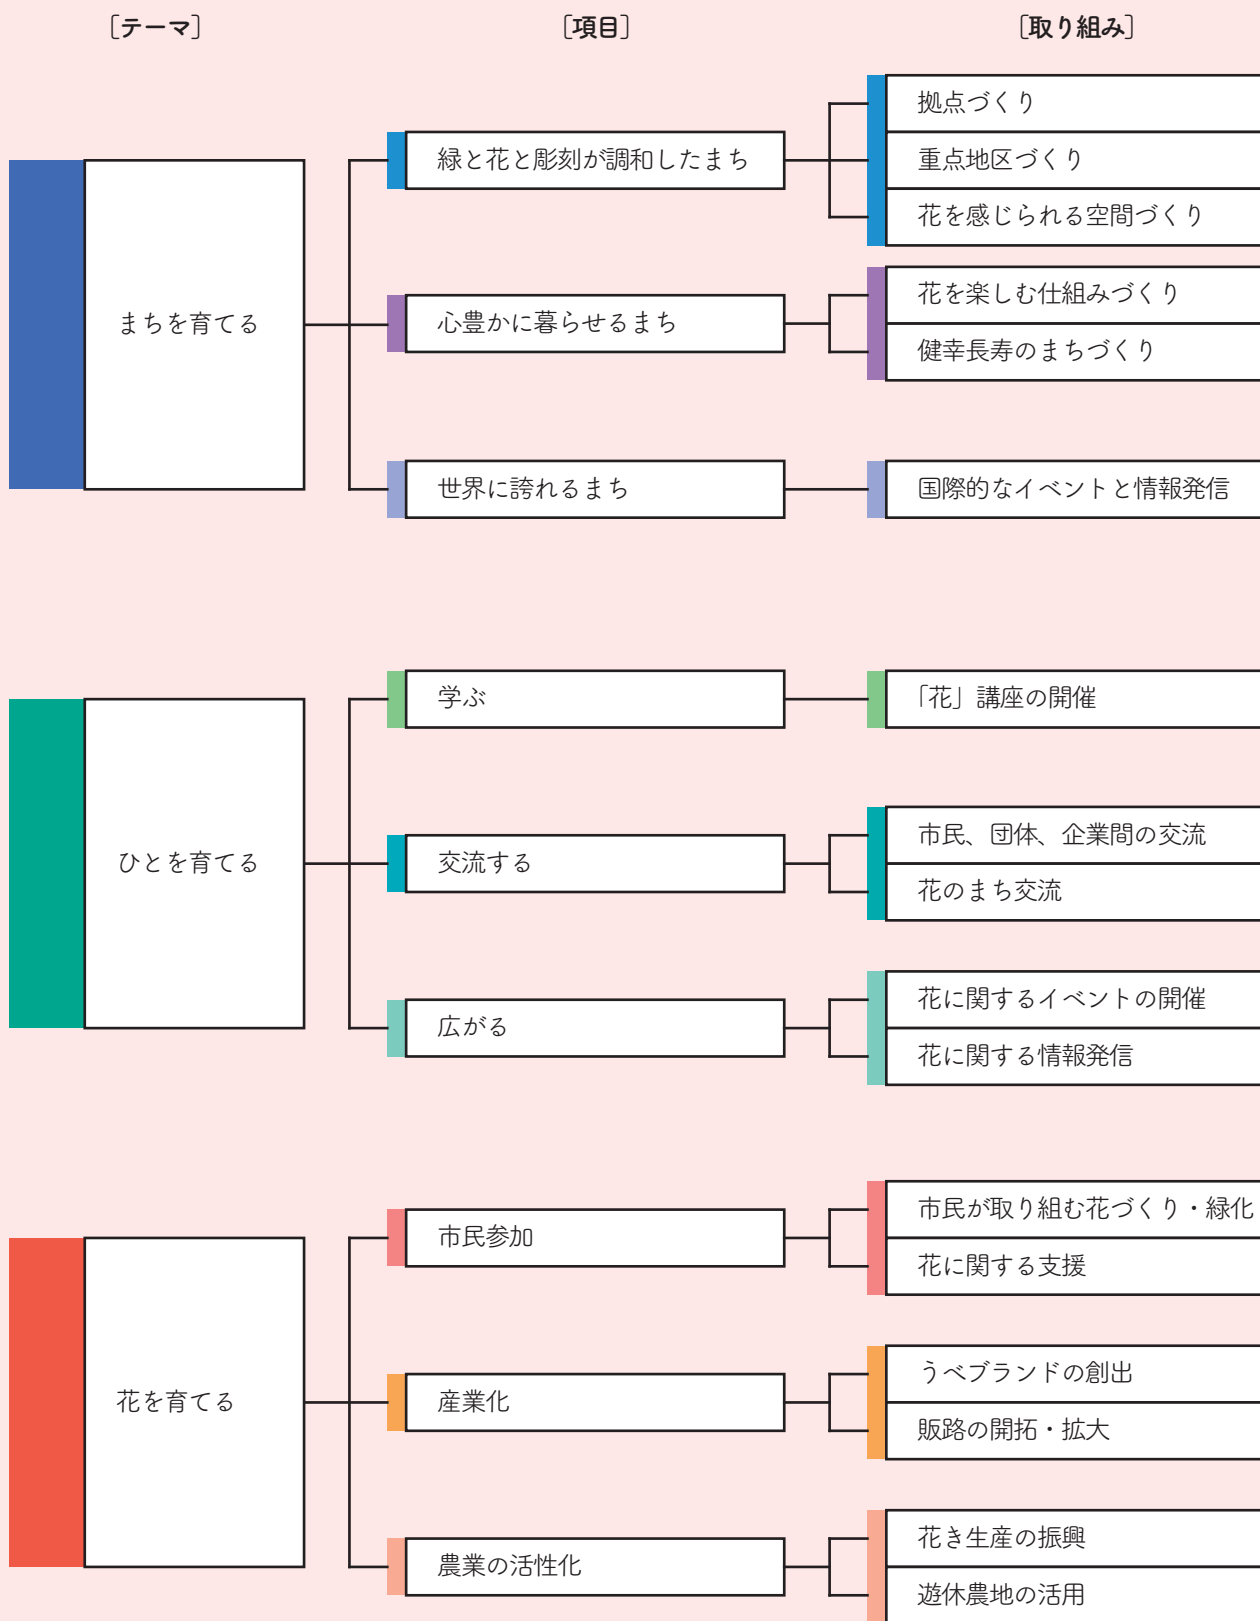 [テーマ]
[項目]
[取り組み]
まちを育てる
緑と花と彫刻が調和したまち
拠点づくり
重点地区づくり
花を感じられる空間づくり
心豊かに暮らせるまち
花を楽しむ仕組みづくり
健幸長寿のまちづくり
世界に誇れるまち
国際的なイベントと情報発信
ひとを育てる
学ぶ
「花」講座の開催
交流する
市民、団体、企業間の交流
花のまち交流
広がる
花に関するイベントの開催
花に関する情報発信
花を育てる
市民参加
市民が取り組む花づくり・緑化
花に関する支援
産業化
うべブランドの創出
販路の開拓・拡大
農業の活性化
花き生産の振興
遊休農地の活用